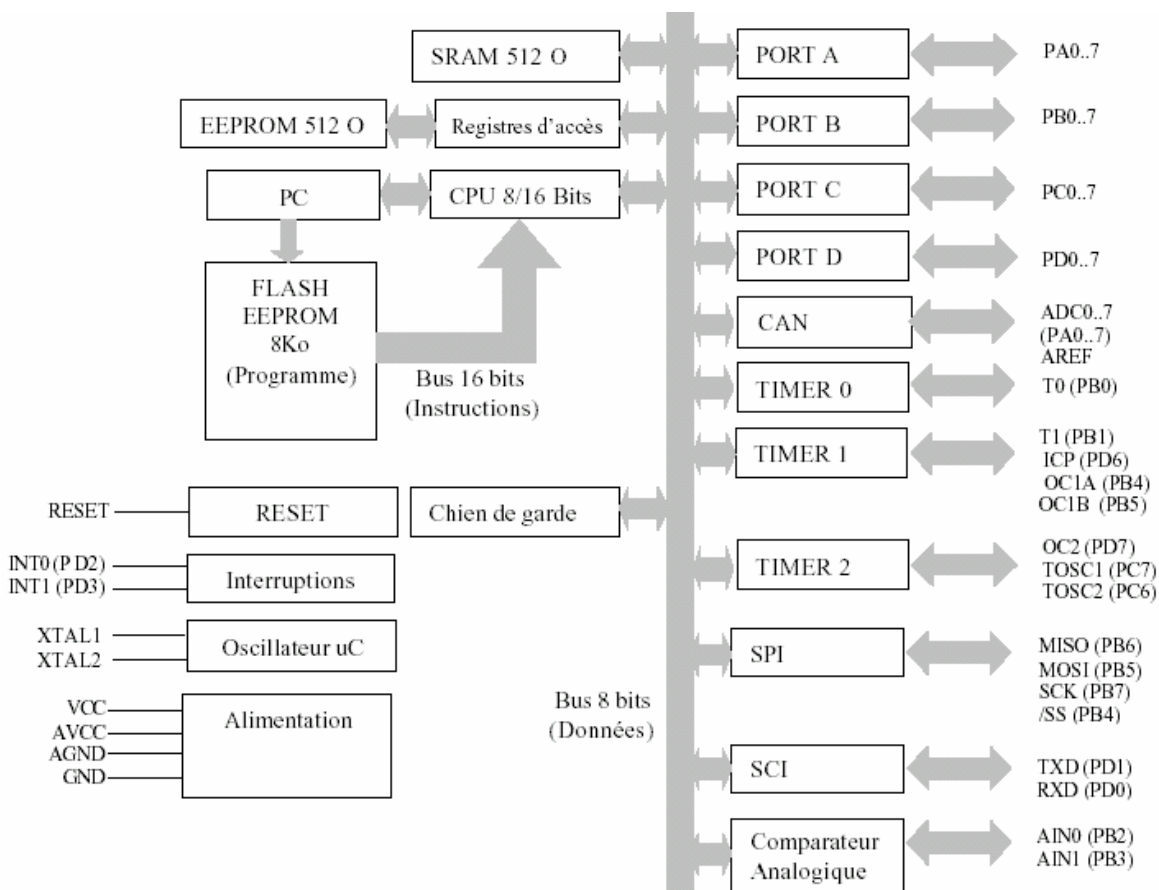 SRAM 512 O
EEPROM 512 O
Registres d'accès
PC
CPU 8/16 Bits
FLASH
EEPROM
8Ko
(Programme)
Bus 16 bits
(Instructions)
RESET
RESET
Chien de garde
INT0 (PD2)
INT1 (PD3)
Interruptions
XTAL1
XTAL2
Oscillateur uC
VCC
AVCC
AGND
GND
Alimentation
Bus 8 bits
(Données)
PORT A
PA0..7
PORT B
PB0..7
PORT C
PC0..7
PORT D
PD0..7
CAN
ADC0..7
(PA0..7)
AREF
TIMER 0
T0 (PB0)
TIMER 1
T1 (PB1)
ICP (PD6)
OC1A (PB4)
OC1B (PB5)
TIMER 2
OC2 (PD7)
TOSC1 (PC7)
TOSC2 (PC6)
SPI
MISO (PB6)
MOSI (PB5)
SCK (PB7)
/SS (PB4)
SCI
TXD (PD1)
RXD (PD0)
Comparateur
Analogique
AIN0 (PB2)
AIN1 (PB3)